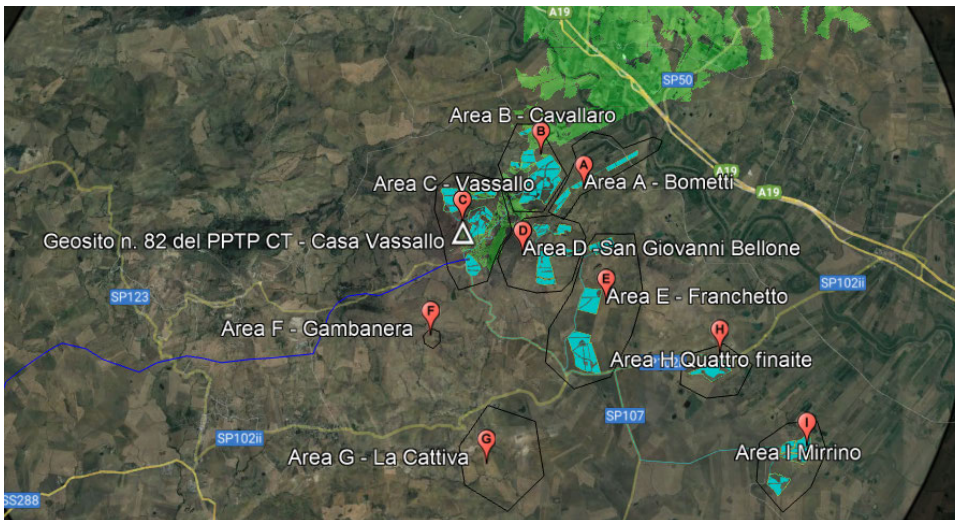 A19
A19
SP50
Area B - Cavallaro
B
A
Area C - Vassallo
Area A - Bometti
A19
C
Geosito n. 82 del PPTP CT - Casa Vassallo
D
Area D -San Giovanni Bellone
SP123
E
Area E - Franchetto
SP102ii
F
Area F - Gambanera
H
Area H Quattro finaite
SP107
I
SP102ii
G
Area G - La Cattiva
Area I Mirrino
SS288